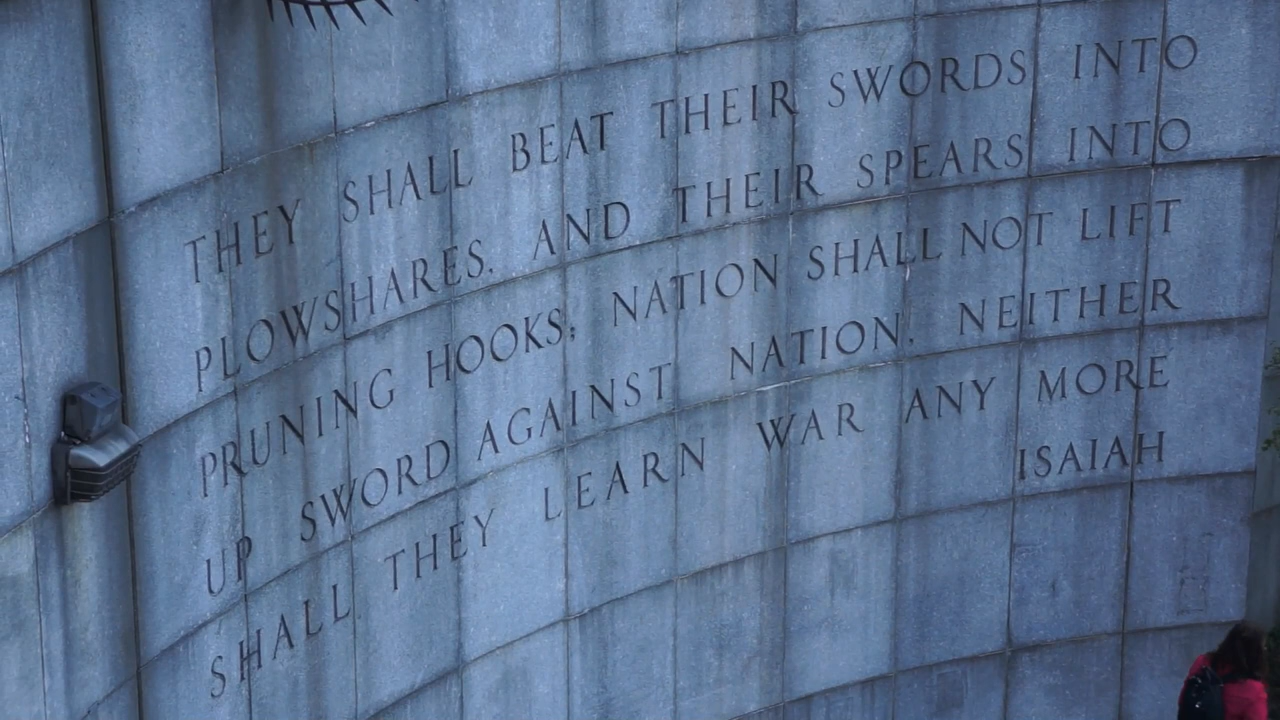 THEY SHALL BEAT THEIR SWORDS INTO
PLOWSHARES. AND THEIR SPEARS INTO
PRUNING HOOKS; NATION SHALL NOT LIFT
UP SWORD AGAINST NATION. NEITHER
SHALL THEY LEARN WAR ANY MORE
ISAIAH